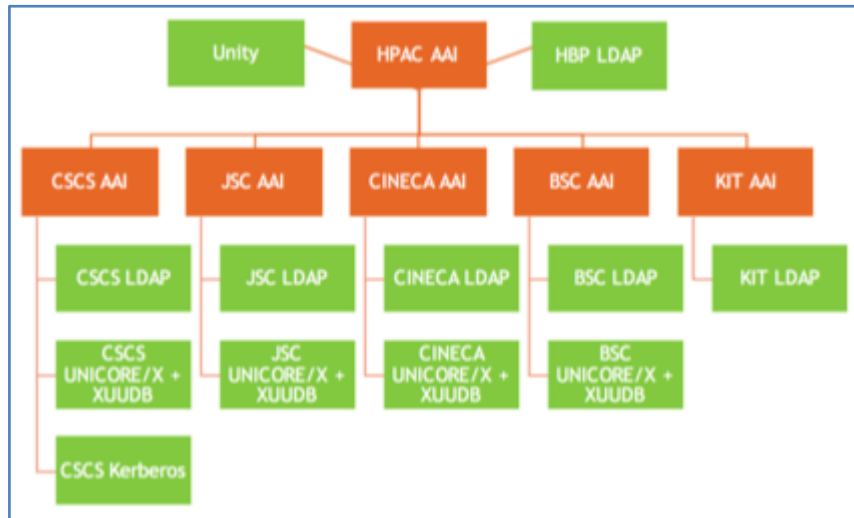 Unity
HPAC AAI
HBP LDAP
CSCS AAI
JSC AAI
CINECA AAI
BSC AAI
KIT AAI
CSCS LDAP
JSC LDAP
CINECA LDAP
BSC LDAP
KIT LDAP
CSCS
UNICORE/X +
XUUDB
JSC
UNICORE/X +
XUUDB
CINECA
UNICORE/X +
XUUDB
BSC
UNICORE/X +
XUUDB
CSCS Kerberos